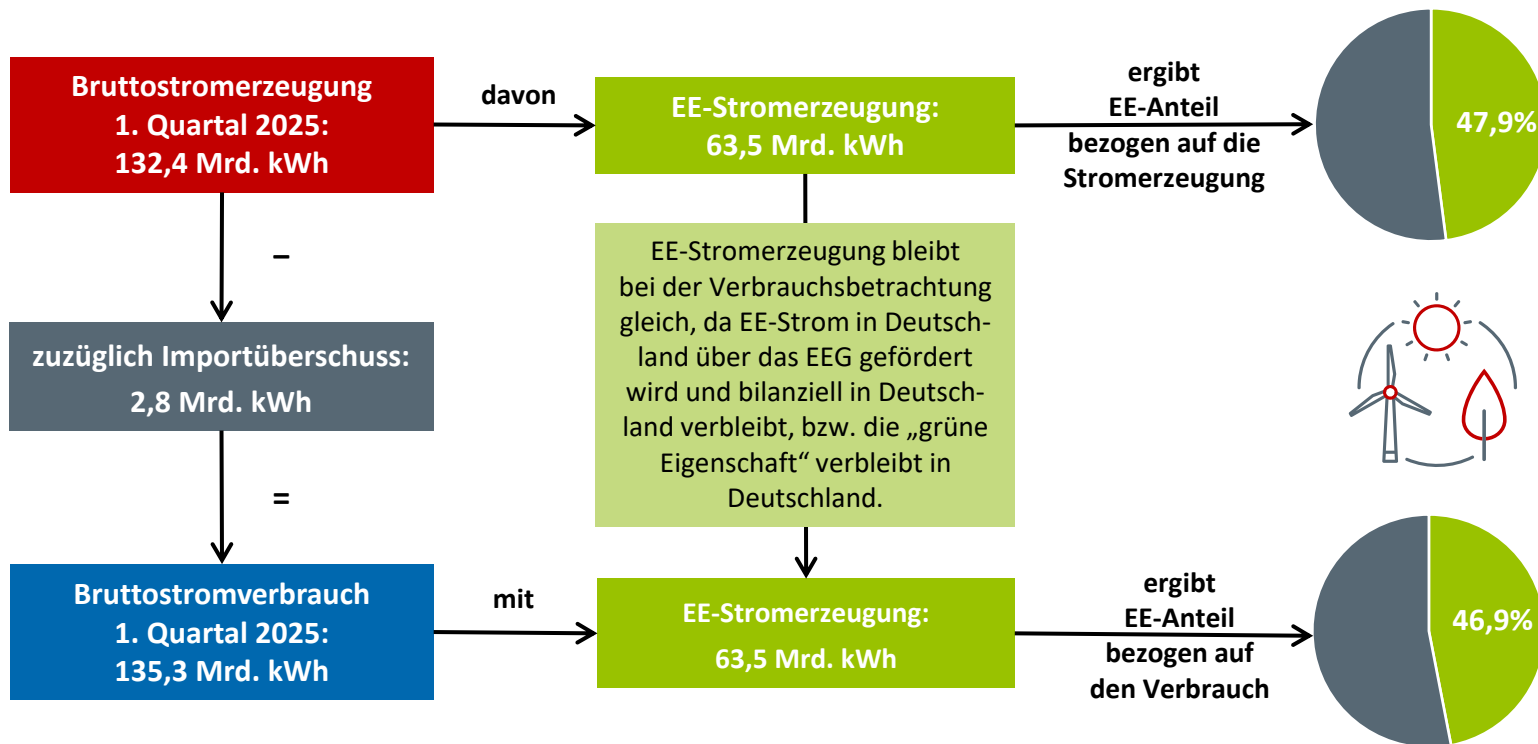 Bruttostromerzeugung
1. Quartal 2025:
132,4 Mrd. kWh
davon
EE-Stromerzeugung:
63,5 Mrd. kWh
ergibt
EE-Anteil
bezogen auf die
Stromerzeugung
47,9%
–
EE-Stromerzeugung bleibt
bei der Verbrauchsbetrachtung
gleich, da EE-Strom in Deutsch-
land über das EEG gefördert
wird und bilanziell in Deutsch-
land verbleibt, bzw. die „grüne
Eigenschaft“ verbleibt in
Deutschland.
zuzüglich Importüberschuss:
2,8 Mrd. kWh
=
Bruttostromverbrauch
1. Quartal 2025:
135,3 Mrd. kWh
mit
EE-Stromerzeugung:
63,5 Mrd. kWh
ergibt
EE-Anteil
bezogen auf
den Verbrauch
46,9%